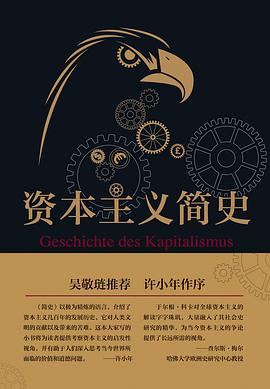 资本主义简史
Geschichte des Kapitalismus
吴敬琏推荐 许小年作序
《简史》以极为精炼的语言，介绍了
资本主义几百年的发展历史、它对人类文
明的贡献以及带来的苦难。这本大家写的
小书将为读者提供考察资本主义的启发性
视角，并有助于人们深入思考当今世界所
面临的价值和道德问题。
——许小年
于尔根·科卡对全球资本主义的
解读字字珠玑，大量融入了其社会史
研究的精华，为当今资本主义的争论
提供了长远所需的视角。
——查尔斯·梅尔
哈佛大学欧洲史研究中心教授